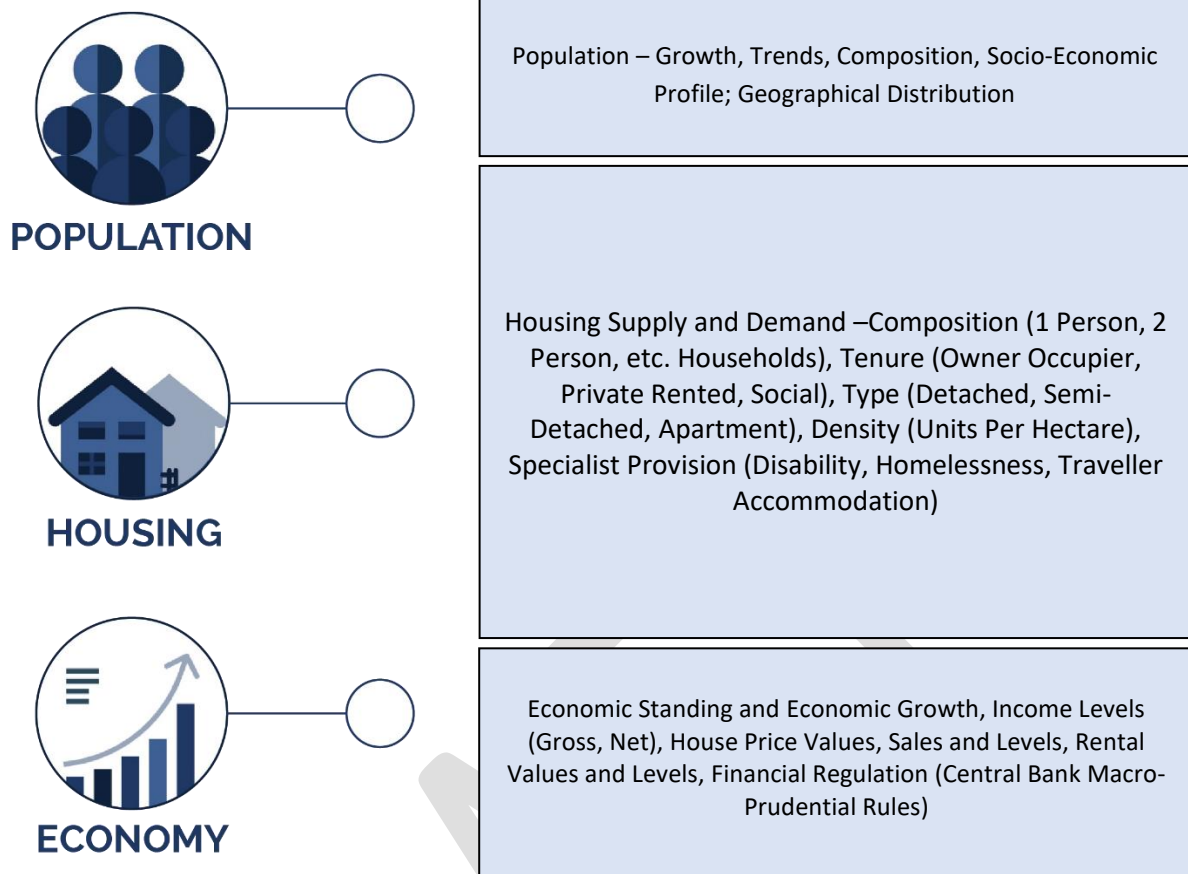 Population – Growth, Trends, Composition, Socio-Economic
Profile; Geographical Distribution
POPULATION
Housing Supply and Demand –Composition (1 Person, 2
Person, etc. Households), Tenure (Owner Occupier,
Private Rented, Social), Type (Detached, Semi-
Detached, Apartment), Density (Units Per Hectare),
Specialist Provision (Disability, Homelessness, Traveller
Accommodation)
HOUSING
Economic Standing and Economic Growth, Income Levels
(Gross, Net), House Price Values, Sales and Levels, Rental
Values and Levels, Financial Regulation (Central Bank Macro-
Prudential Rules)
ECONOMY